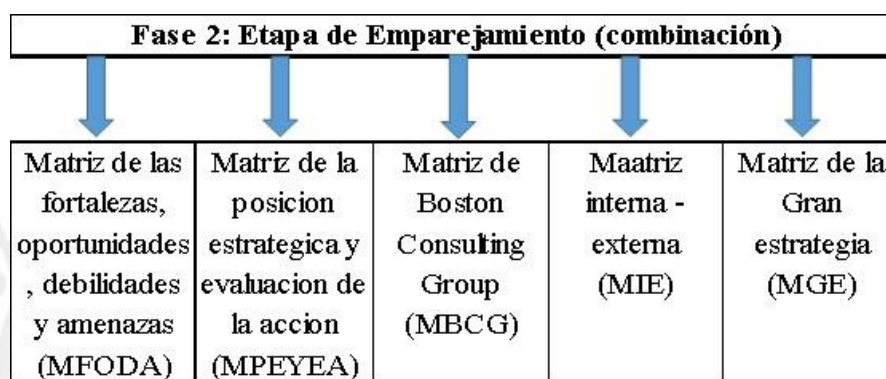 Fase 2: Etapa de Emparejamiento (combinación)
Matriz de las
fortalezas,
oportunidades
, debilidades
y amenazas
(MFODA)
Matriz de la
posicion
estrategica y
evaluacion de
la accion
(MPEYEA)
Matriz de
Boston
Consulting
Group
(MBCG)
Maatriz
interna -
externa
(MIE)
Matriz de la
Gran
estrategia
(MGE)